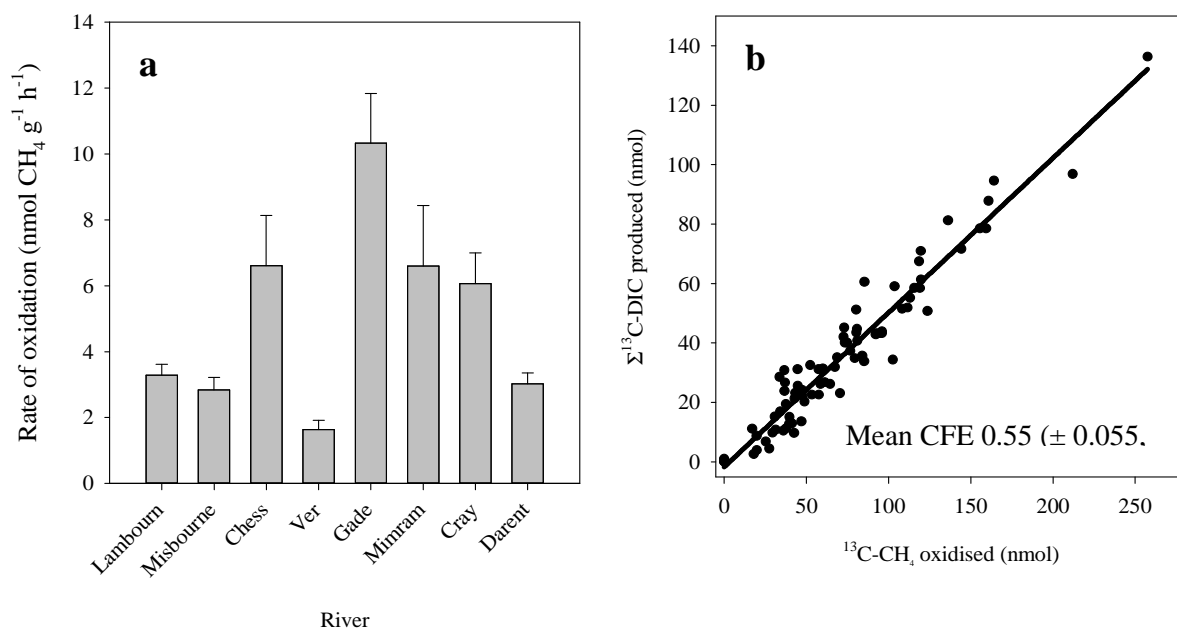 a
Rate of oxidation (nmol CH₄ g⁻¹ h⁻¹)
14
12
10
8
6
4
2
0
Lambourn
Misbourne
Chess
Ver
Gade
Mimram
Cray
Darent
River
b
Σ¹³C-DIC produced (nmol)
140
120
100
80
60
40
20
0
Mean CFE 0.55 (± 0.055,
0
50
100
150
200
250
¹³C-CH₄ oxidised (nmol)